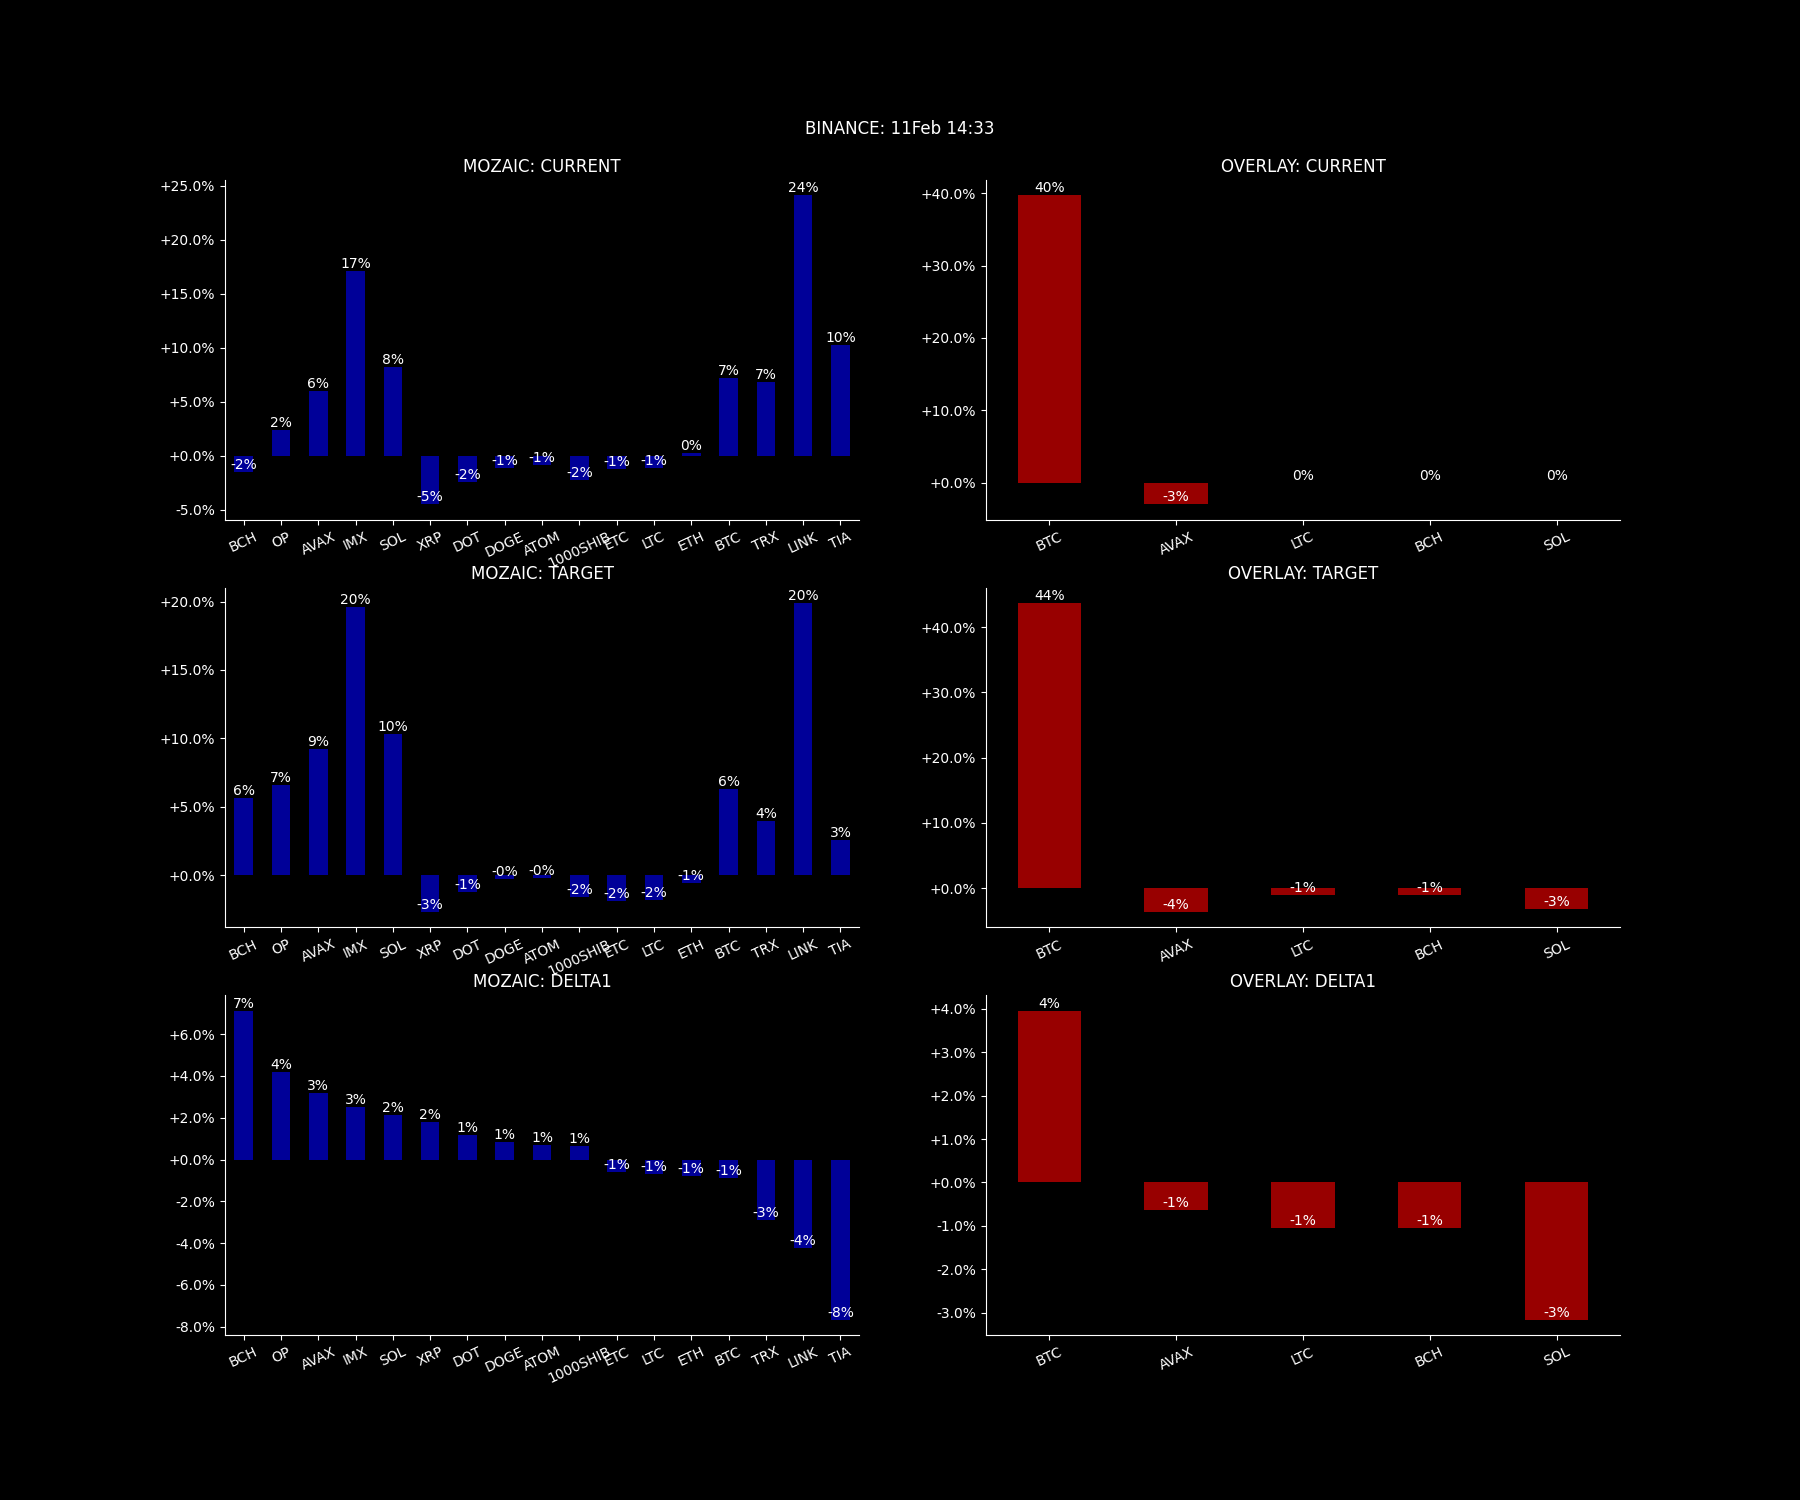 BINANCE: 11Feb 14:33
MOZAIC: CURRENT
+25.0%
+20.0%
+15.0%
+10.0%
+5.0%
+0.0%
-5.0%
-2% 2% 6% 17% 8% -5% -2% -1% -1% -2% -1% -1% 0% 7% 7% 24% 10%
BCH OP AVAX IMX SOL XRP DOT DOGE ATOM 1000SHIB ETC LTC ETH BTC TRX LINK TIA
OVERLAY: CURRENT
+40.0%
+30.0%
+20.0%
+10.0%
+0.0%
40% -3% 0% 0% 0%
BTC AVAX LTC BCH SOL
MOZAIC: TARGET
+20.0%
+15.0%
+10.0%
+5.0%
+0.0%
6% 7% 9% 20% 10% -3% -1% -0% -0% -2% -2% -2% -1% 6% 4% 20% 3%
BCH OP AVAX IMX SOL XRP DOT DOGE ATOM 1000SHIB ETC LTC ETH BTC TRX LINK TIA
OVERLAY: TARGET
+40.0%
+30.0%
+20.0%
+10.0%
+0.0%
44% -4% -1% -1% -3%
BTC AVAX LTC BCH SOL
MOZAIC: DELTA1
+6.0%
+4.0%
+2.0%
+0.0%
-2.0%
-4.0%
-6.0%
-8.0%
7% 4% 3% 3% 2% 2% 1% 1% 1% 1% -1% -1% -1% -1% -3% -4% -8%
BCH OP AVAX IMX SOL XRP DOT DOGE ATOM 1000SHIB ETC LTC ETH BTC TRX LINK TIA
OVERLAY: DELTA1
+4.0%
+3.0%
+2.0%
+1.0%
+0.0%
-1.0%
-2.0%
-3.0%
4% -1% -1% -1% -3%
BTC AVAX LTC BCH SOL